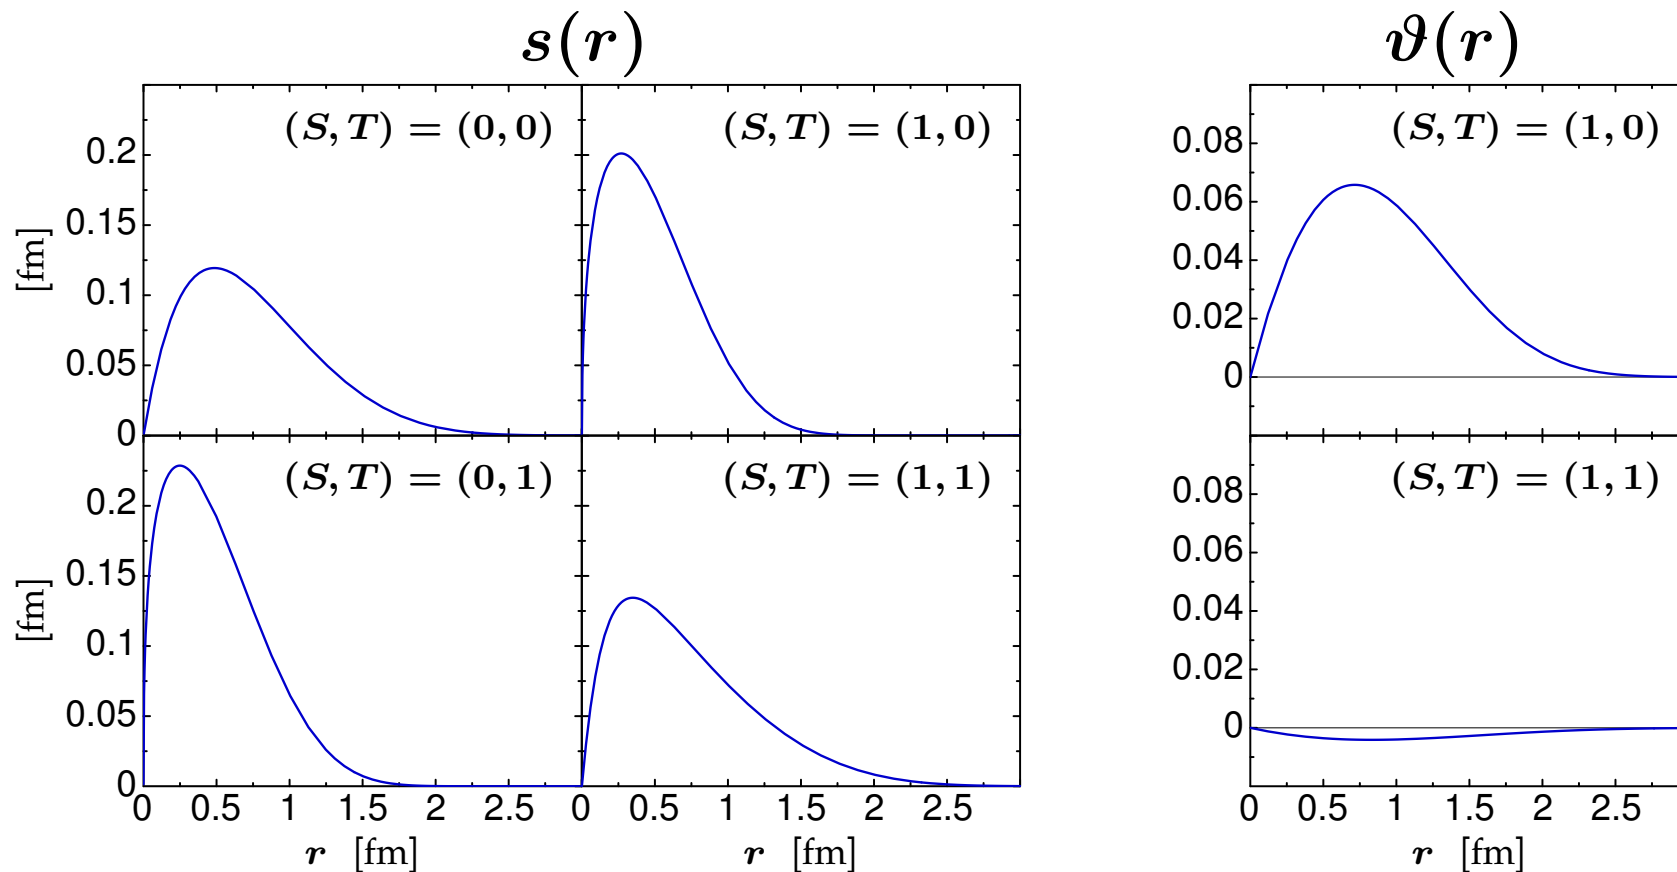 s(r)
ϑ(r)
(S, T) = (0, 0)
(S, T) = (1, 0)
(S, T) = (1, 0)
0.2
0.15
0.1
0.05
0
[fm]
0.08
0.06
0.04
0.02
0
(S, T) = (0, 1)
(S, T) = (1, 1)
(S, T) = (1, 1)
0.2
0.15
0.1
0.05
0
[fm]
0.08
0.06
0.04
0.02
0
0 0.5 1 1.5 2 2.5
0 0.5 1 1.5 2 2.5
0 0.5 1 1.5 2 2.5
r [fm]
r [fm]
r [fm]